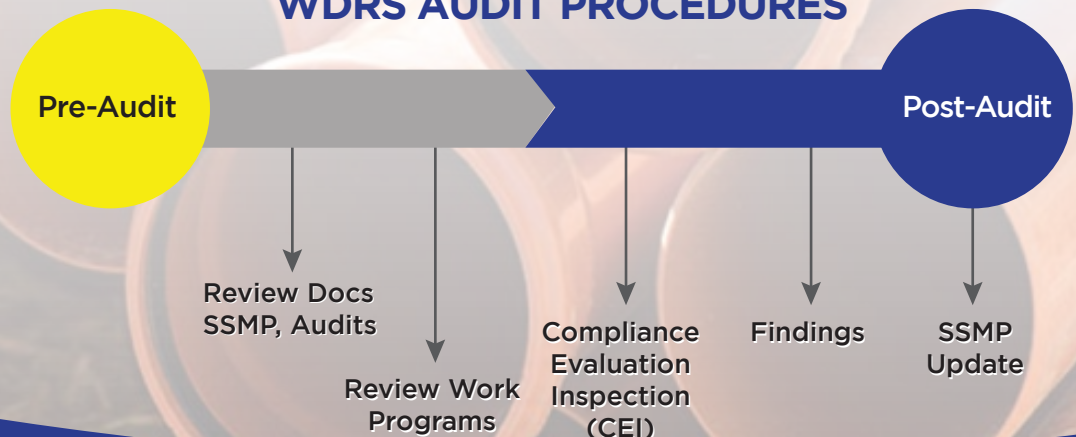 WDRS AUDIT PROCEDURES
Pre-Audit
Post-Audit
Review Docs
SSMP, Audits
Review Work
Programs
Compliance
Evaluation
Inspection
(CEI)
Findings
SSMP
Update